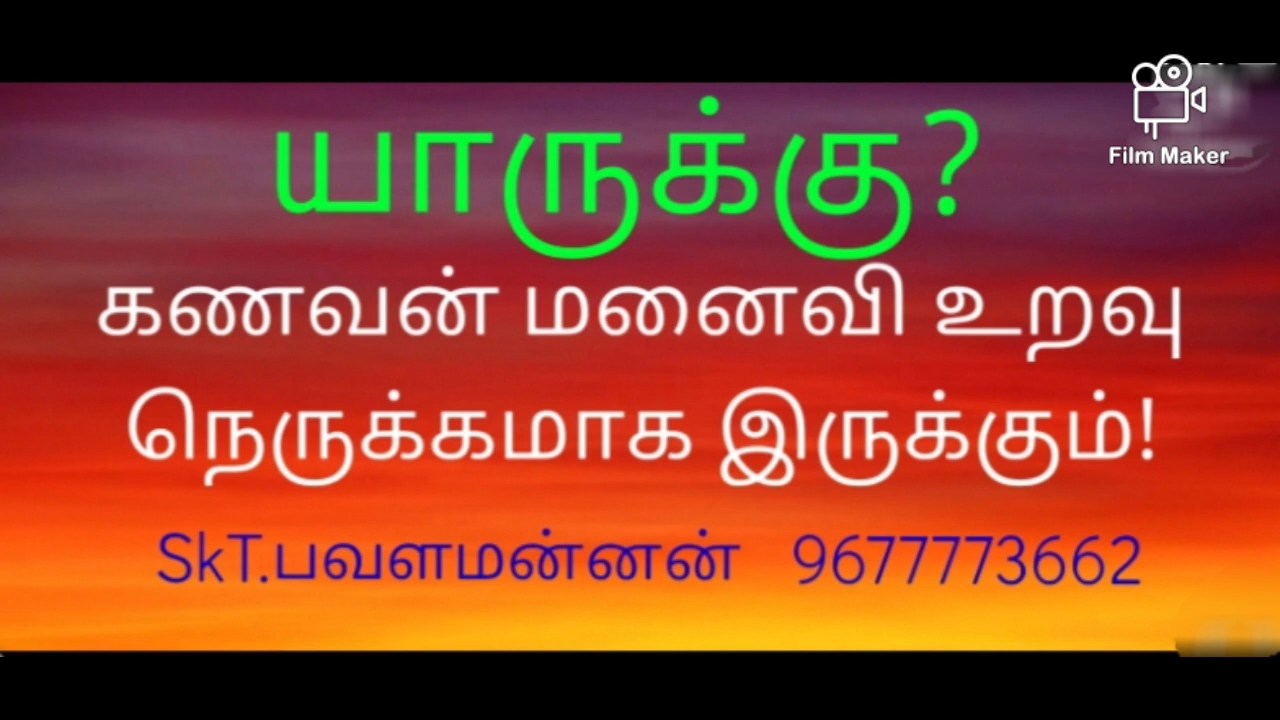 Film Maker
யாருக்கு?
கணவன் மனைவி உறவு
நெருக்கமாக இருக்கும்!
SkT.பவளமன்னன் 9677773662